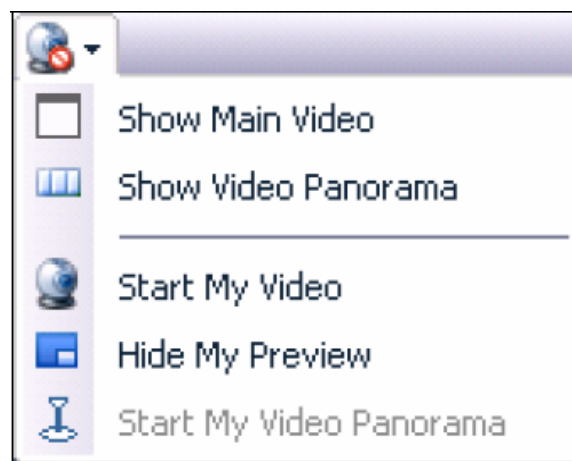 Show Main Video
Show Video Panorama
Start My Video
Hide My Preview
Start My Video Panorama